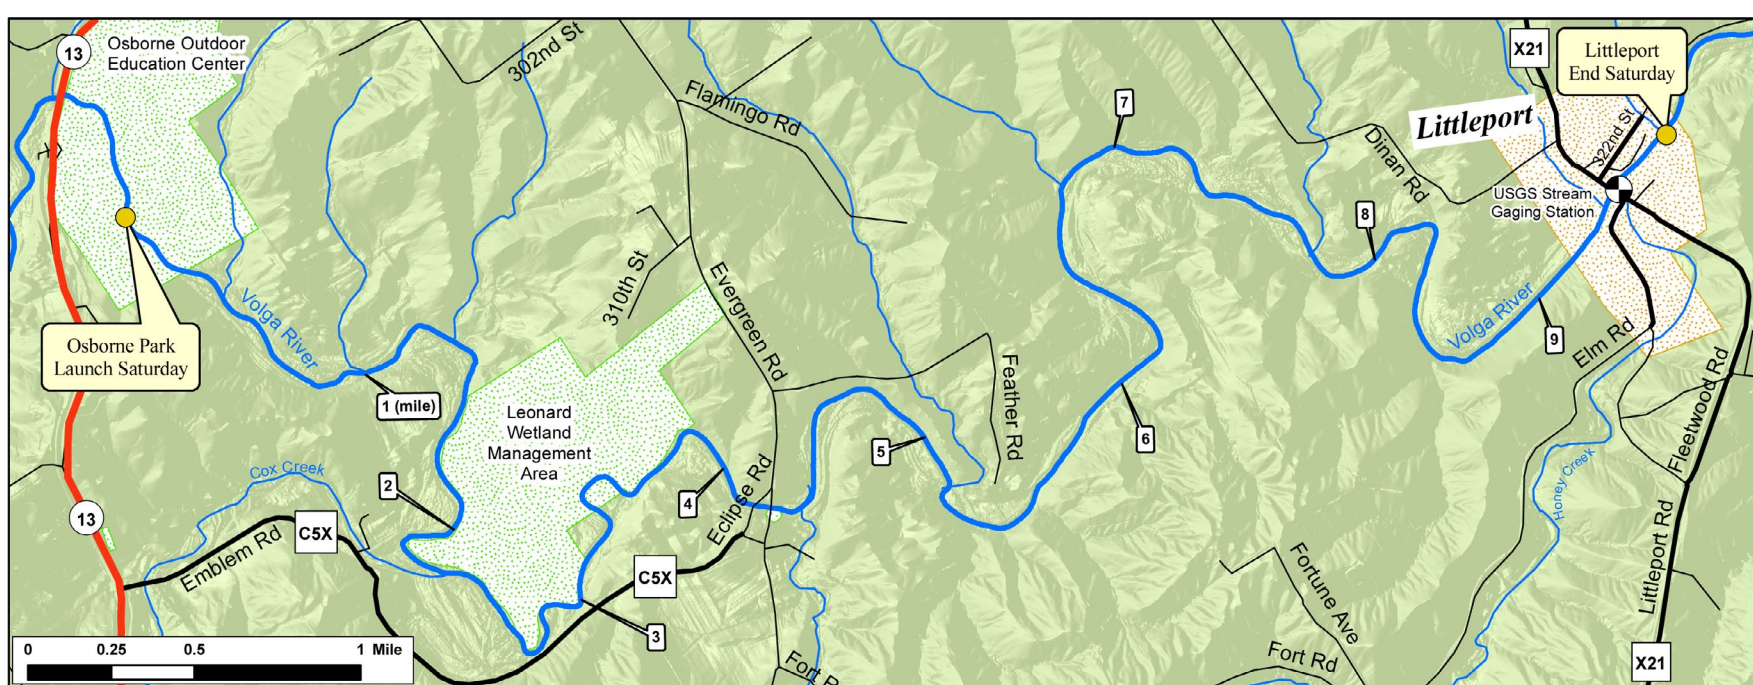 13
Osborne Outdoor
Education Center
302nd St
Flamingo Rd
7
X21
Littleport
End Saturday
Littleport
322nd St
Dinan Rd
USGS Stream
Gaging Station
8
310th St
Evergreen Rd
Volga River
Osborne Park
Launch Saturday
1 (mile)
Leonard
Wetland
Management
Area
Feather Rd
Volga River
9
Elm Rd
Fleetwood Rd
6
5
4
2
Cox Creek
Eclipse Rd
Honey Creek
13
C5X
Emblem Rd
C5X
3
Fortune Ave
Littleport Rd
Fort Rd
X21
Fort R
0 0.25 0.5 1 Mile